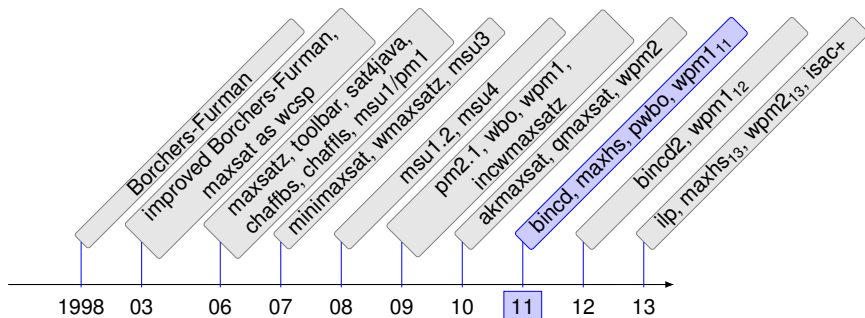 Borchers-Furman
improved Borchers-Furman,
maxsat as wcsp
maxsatz, toolbar, sat4java,
chaffbs, chaffls, msu1/pm1
minimaxsat, wmaxsatz, msu3
msu1.2, msu4
pm2.1, wbo, wpm1,
incwmaxsatz
akmaxsat, qmaxsat, wpm2
bincd, maxhs, pwbo, wpm1₁₁
bincd2, wpm1₁₂
ilp, maxhs₁₃, wpm2₁₃, isac+
1998 03 06 07 08 09 10 11 12 13